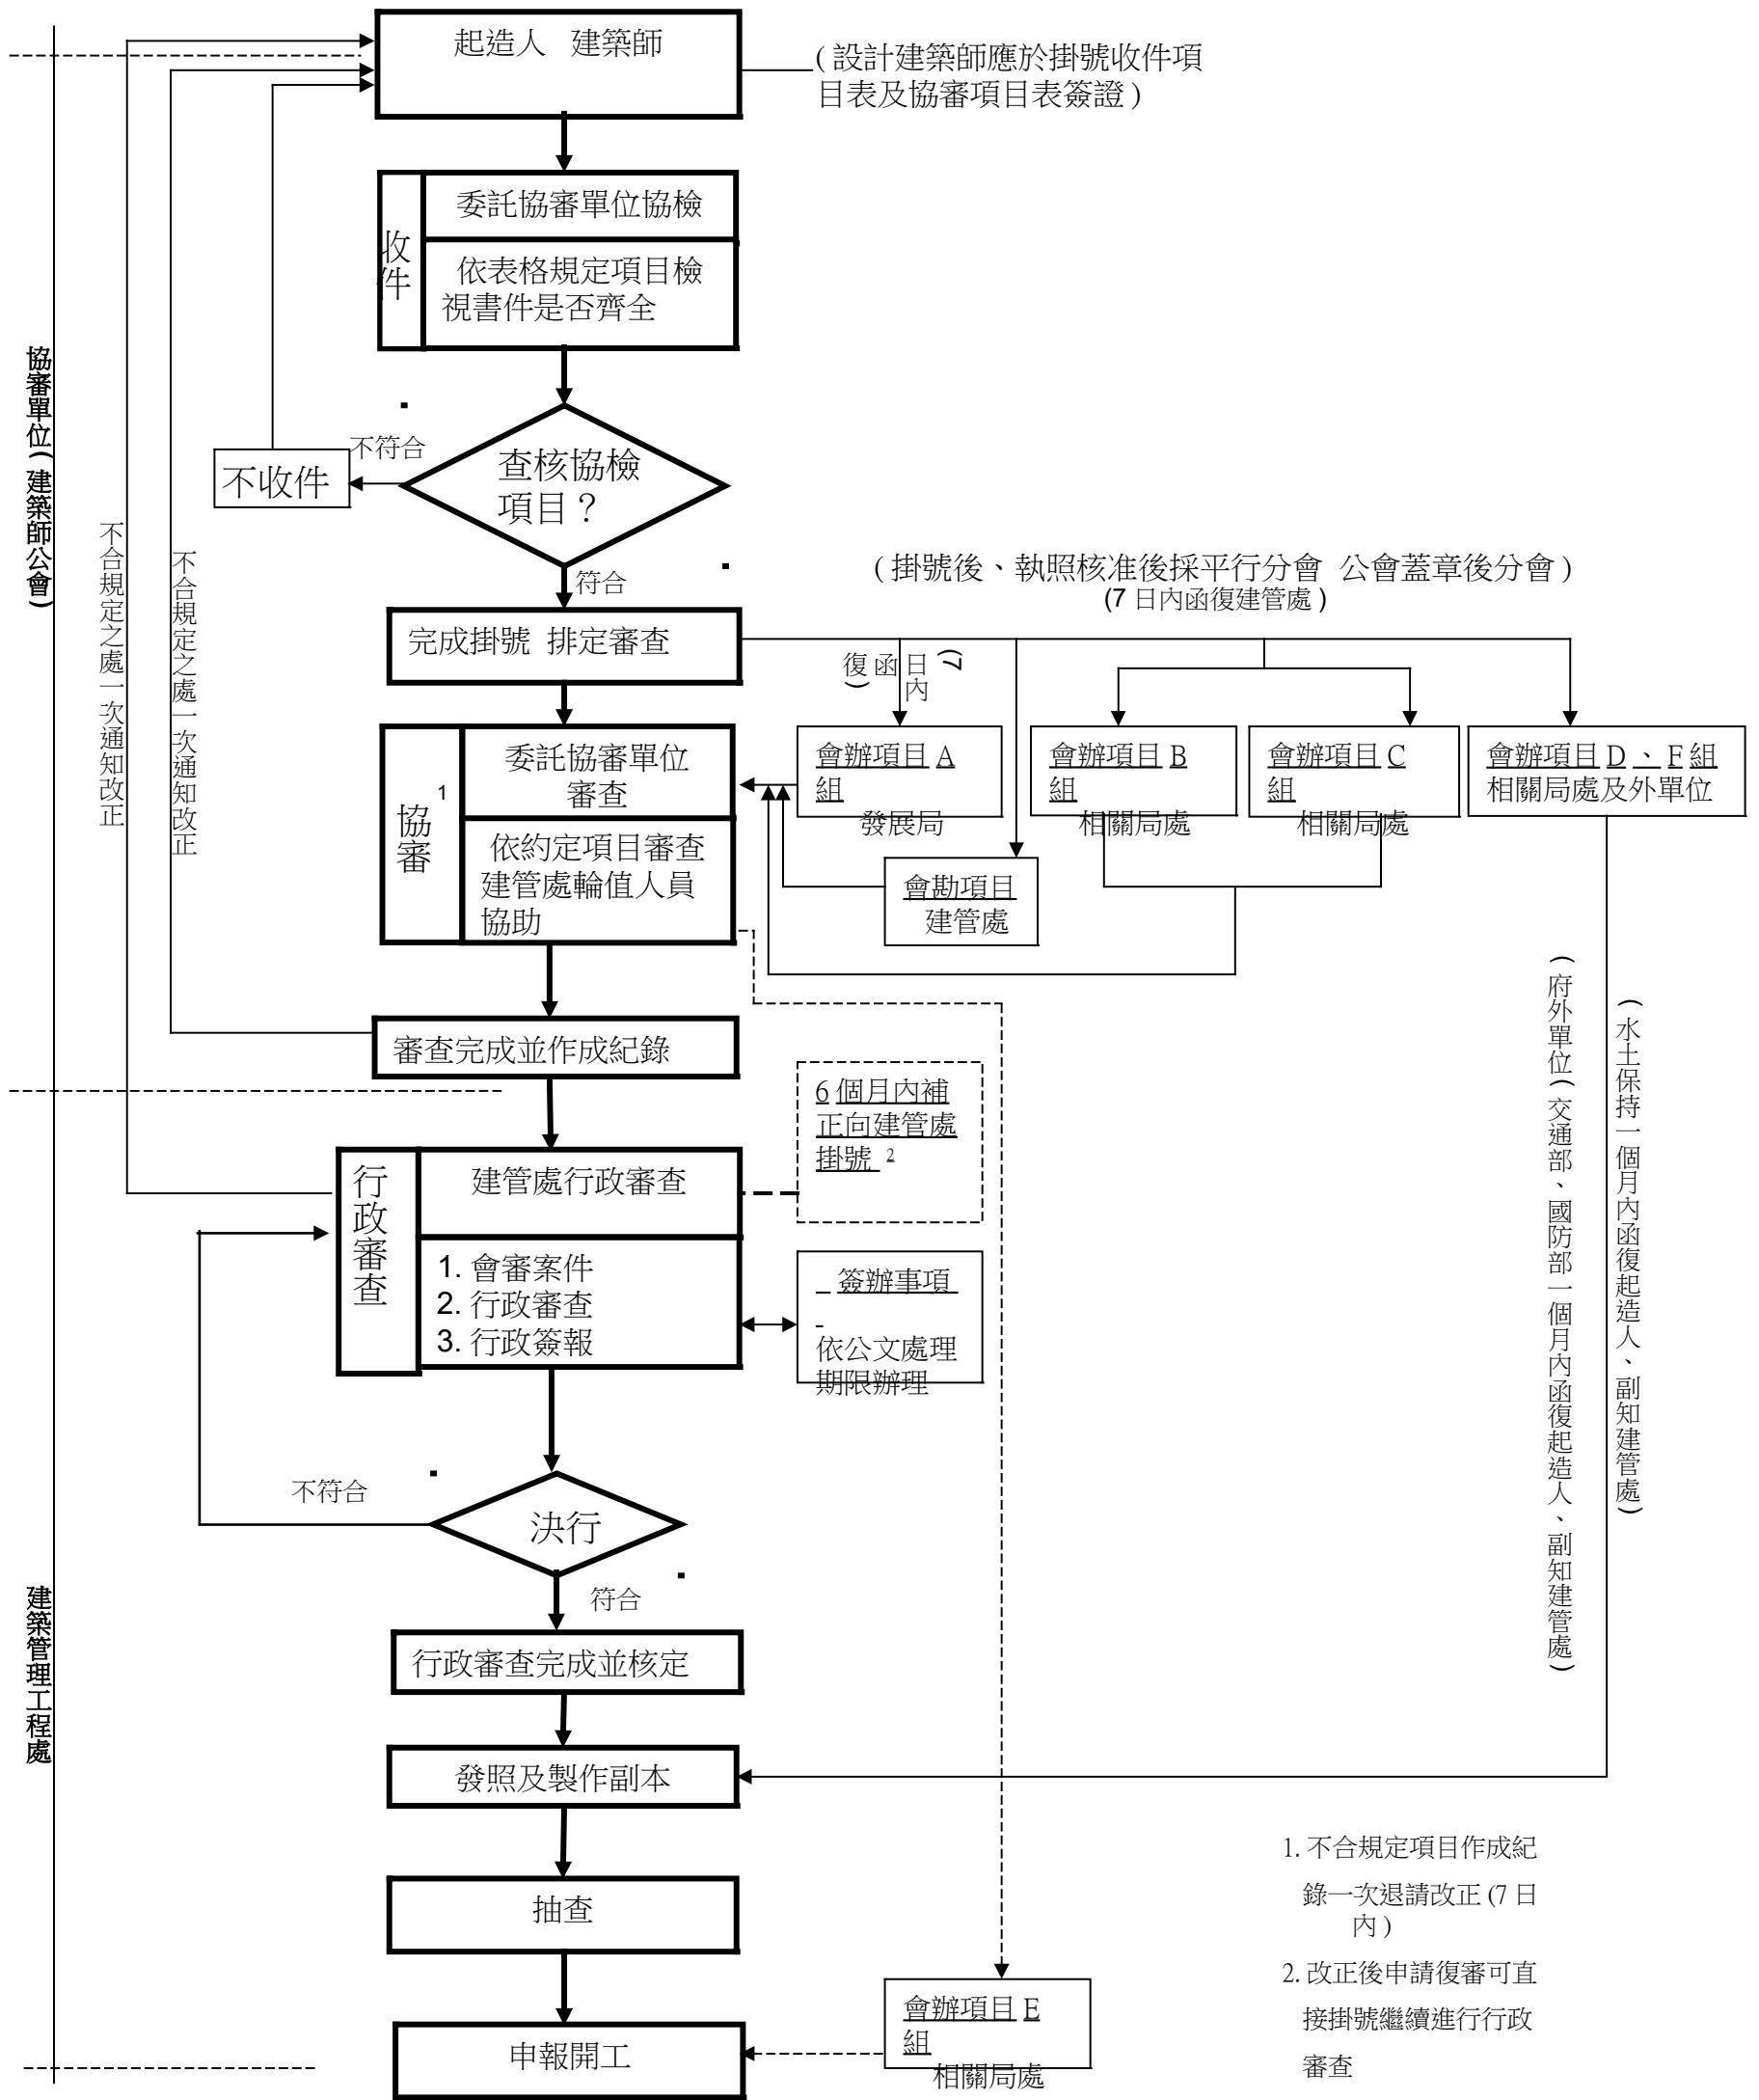 起造人 建築師
(設計建築師應於掛號收件項
目表及協審項目表簽證)
收件
委託協審單位協檢
依表格規定項目檢
視書件是否齊全
協審單位(建築師公會)
不符合
不收件
查核協檢
項目？
不合規定之處一次通知改正
不合規定之處一次通知改正
符合
(掛號後、執照核准後採平行分會 公會蓋章後分會)
(7日內函復建管處)
完成掛號 排定審查
(7
日內
函
復)
協審
1
委託協審單位
審查
依約定項目審查
建管處輪值人員
協助
會辦項目 A
組
發展局
會辦項目 B
組
相關局處
會辦項目 C
組
相關局處
會辦項目 D 、 F 組
相關局處及外單位
會勘項目
建管處
(府外單位(交通部、國防部一個月內函復起造人、副知建管處)
(水土保持一個月內函復起造人、副知建管處)
審查完成並作成紀錄
6 個月內補
正向建管處
掛號 2
行政審查
建管處行政審查
1. 會審案件
2. 行政審查
3. 行政簽報
簽辦事項
依公文處理
期限辦理
不符合
決行
符合
建築管理工程處
行政審查完成並核定
發照及製作副本
抽查
申報開工
會辦項目 E
組
相關局處
1. 不合規定項目作成紀
錄一次退請改正(7日
內)
2. 改正後申請復審可直
接掛號繼續進行行政
審查